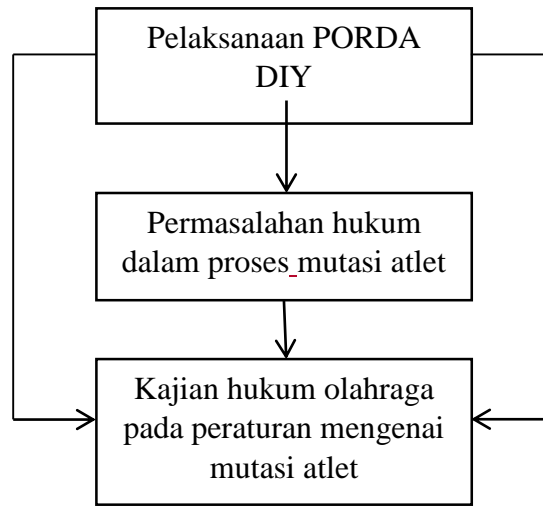 Pelaksanaan PORDA
DIY
Permasalahan hukum
dalam proses mutasi atlet
Kajian hukum olahraga
pada peraturan mengenai
mutasi atlet